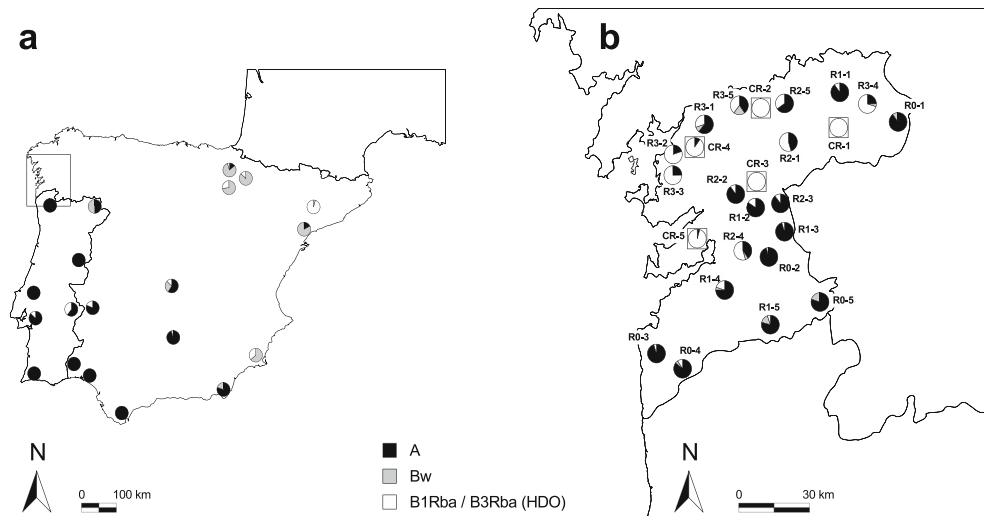 a
b
R1-1
CR-2
R3-5
R2-5
R3-4
R0-1
R3-1
CR-4
CR-1
R3-2
R2-1
CR-3
R3-3
R2-2
R2-3
R1-2
R1-3
CR-5
R2-4
R0-2
R1-4
R0-5
R1-5
R0-3
R0-4
N
A
Bw
B1Rba / B3Rba (HDO)
0 100 km
N
0 30 km